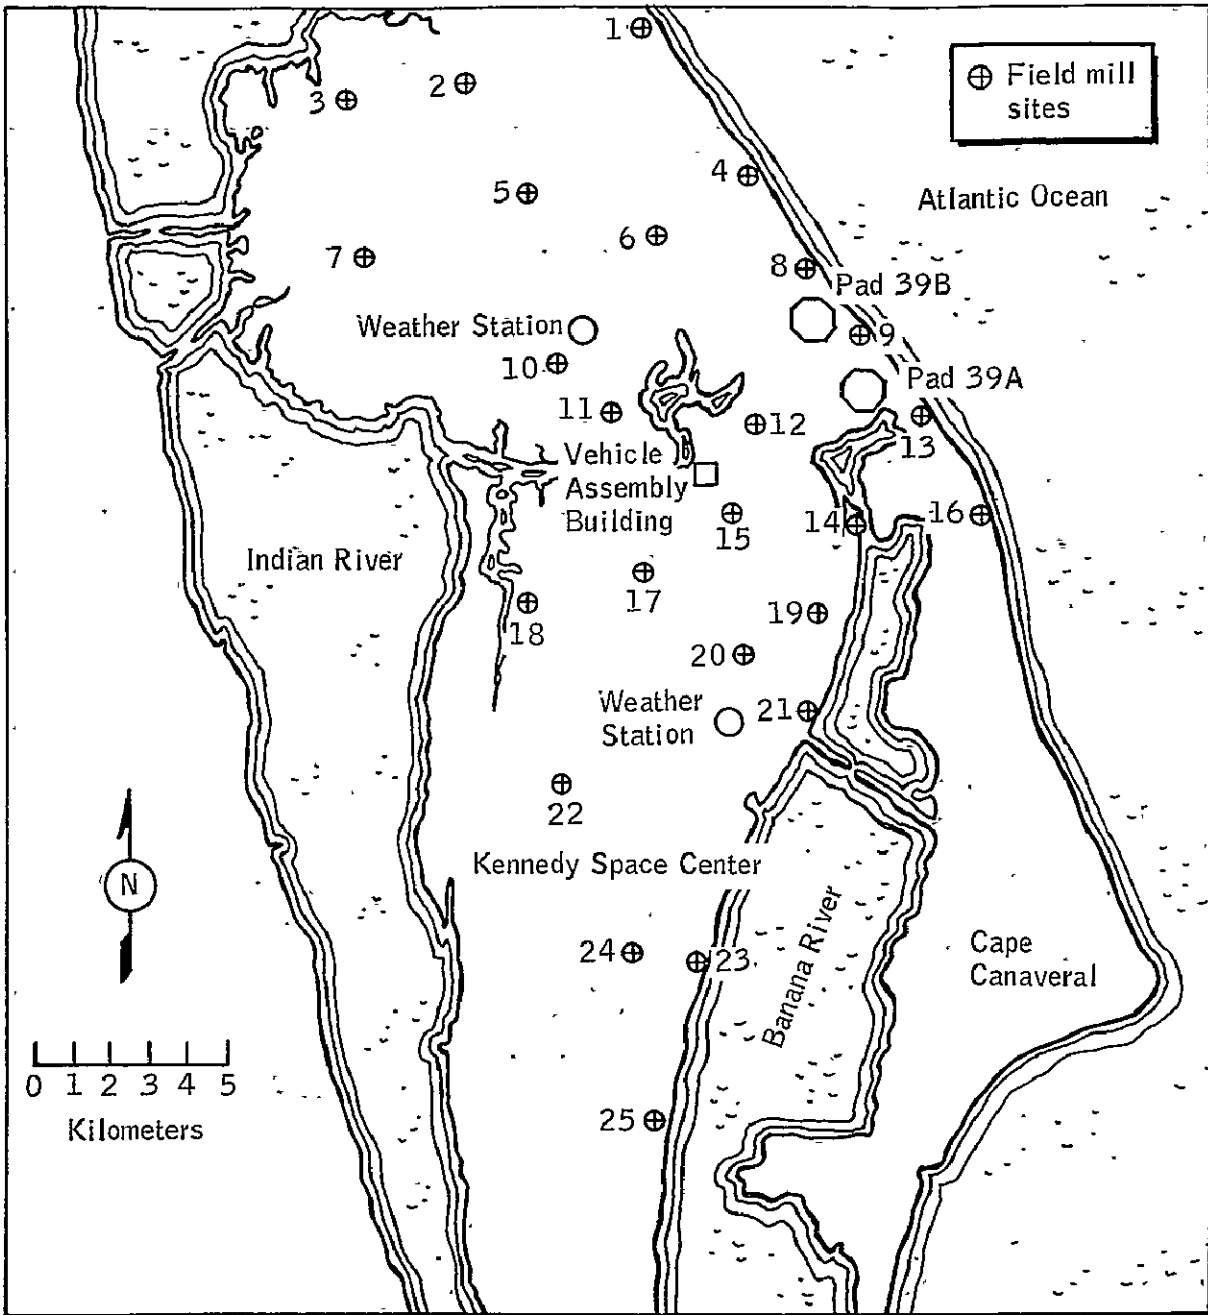 1
2
3
Field mill
sites
4
Atlantic Ocean
5
6
7
8
Pad 39B
Weather Station
9
10
Pad 39A
11
12
13
Vehicle
Assembly
Building
15
14
16
Indian River
17
18
19
20
Weather
Station
21
22
Kennedy Space Center
N
24
23
Banana River
Cape
Canaveral
0 1 2 3 4 5
Kilometers
25